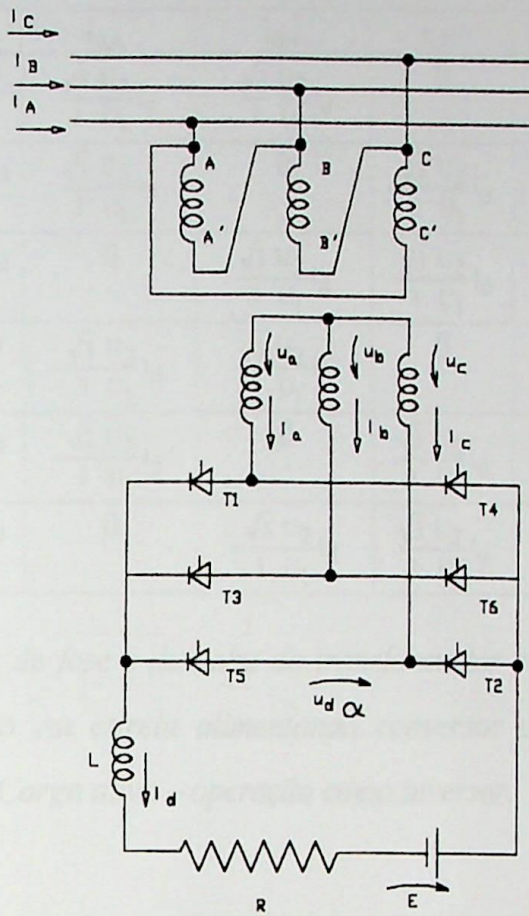 I C
I B
I A
A B C
A' B' C'
u a u b u c
I a I b I c
T1 T4
T3 T6
T5 T2
u d α
L I d
R E